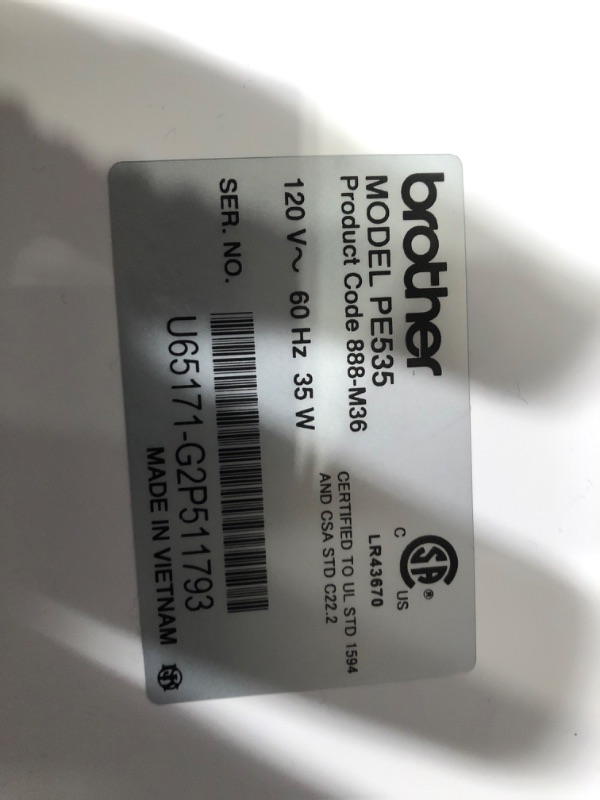 brother
MODEL PE535
Product Code 888-M36
120 V~ 60 Hz 35 W
SER. NO.
U65171-G2P511793
MADE IN VIETNAM
C SA ® US
LR43670
CERTIFIED TO UL STD 1594
AND CSA STD C22.2